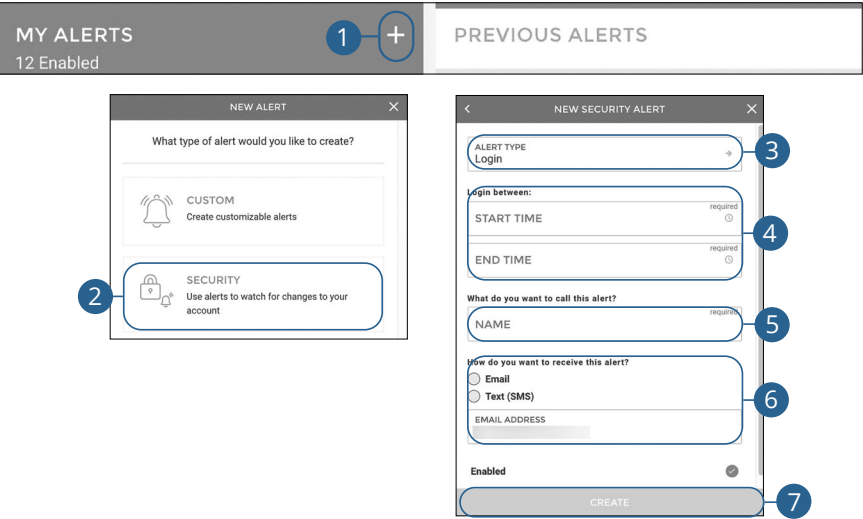 MY ALERTS
12 Enabled
1
+
PREVIOUS ALERTS
NEW ALERT
What type of alert would you like to create?
CUSTOM
Create customizable alerts
2
SECURITY
Use alerts to watch for changes to your
account
NEW SECURITY ALERT
ALERT TYPE
Login
3
Login between:
required
START TIME
4
required
END TIME
What do you want to call this alert?
required
NAME
5
How do you want to receive this alert?
Email
Text (SMS)
6
EMAIL ADDRESS
Enabled
CREATE
7